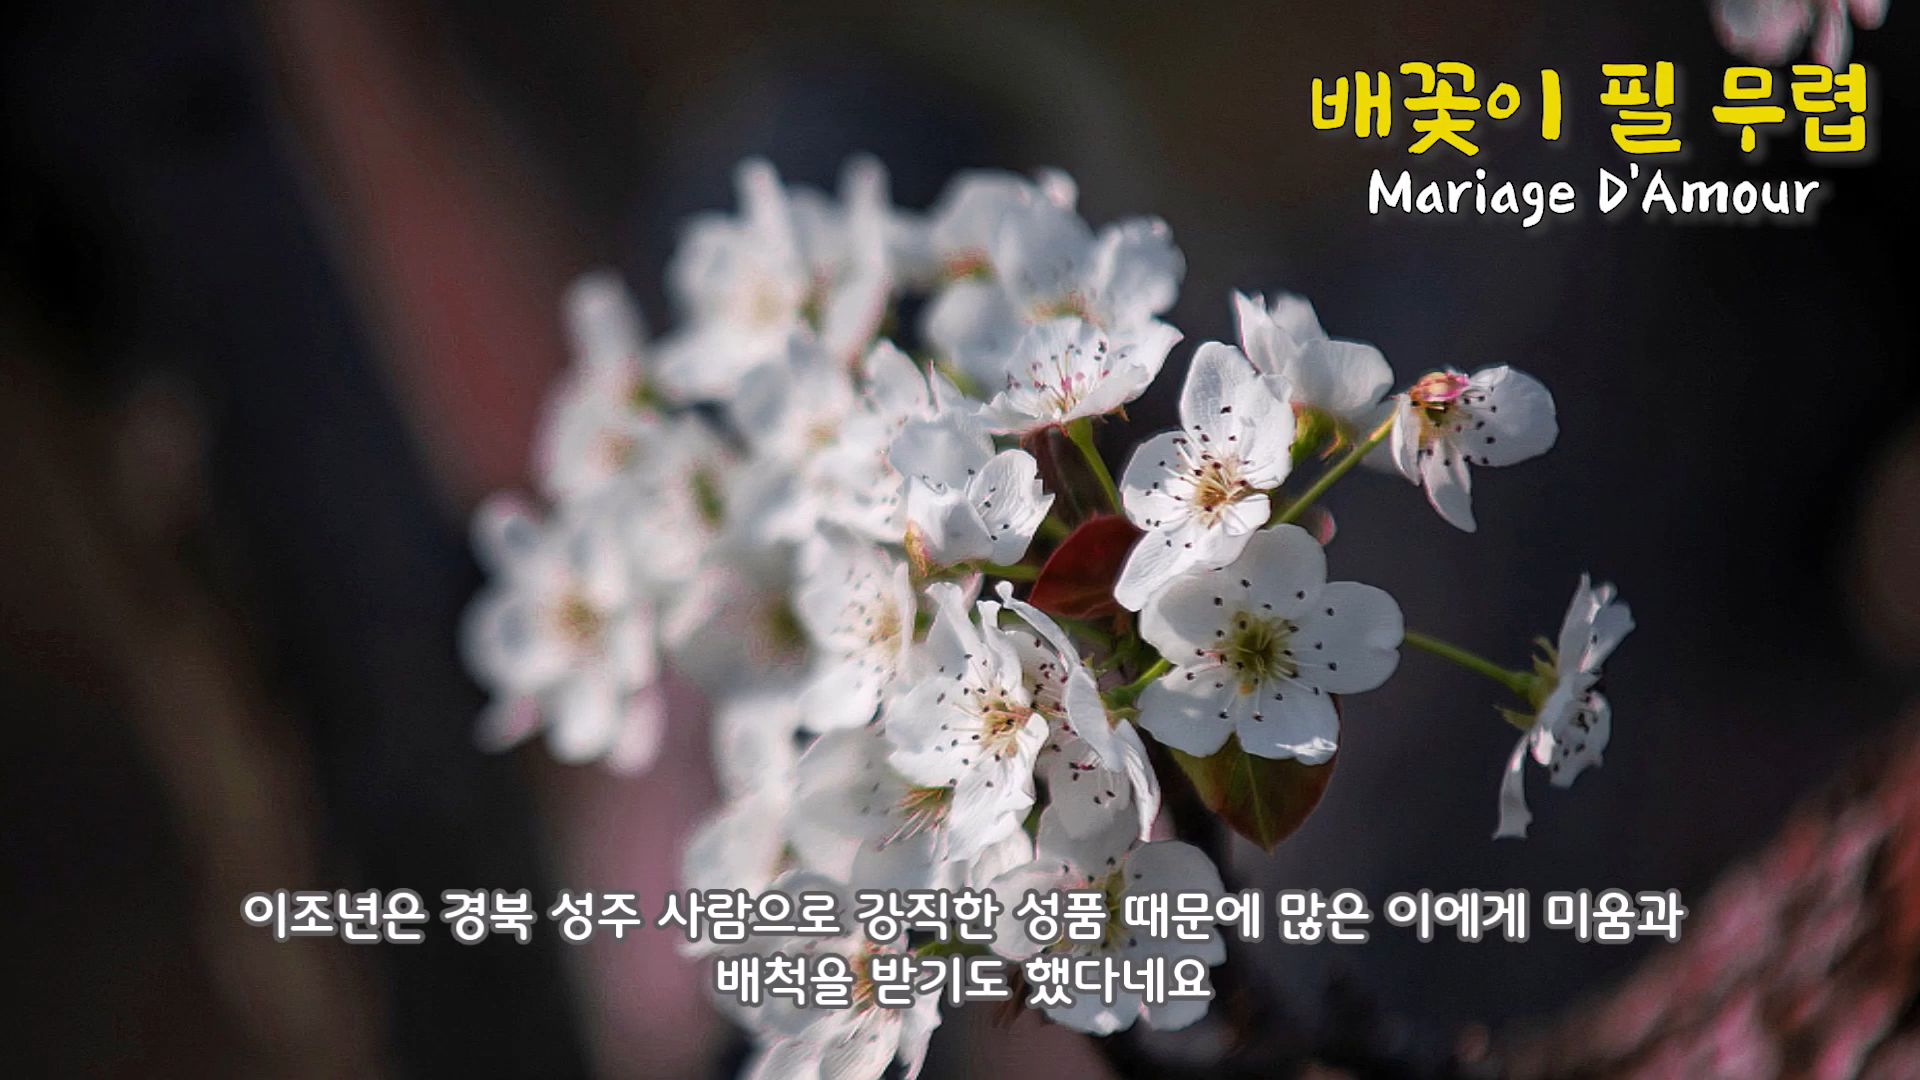 배꽃이 필 무렵
Mariage D'Amour
이조년은 경북 성주 사람으로 강직한 성품 때문에 많은 이에게 미움과
배척을 받기도 했다네요